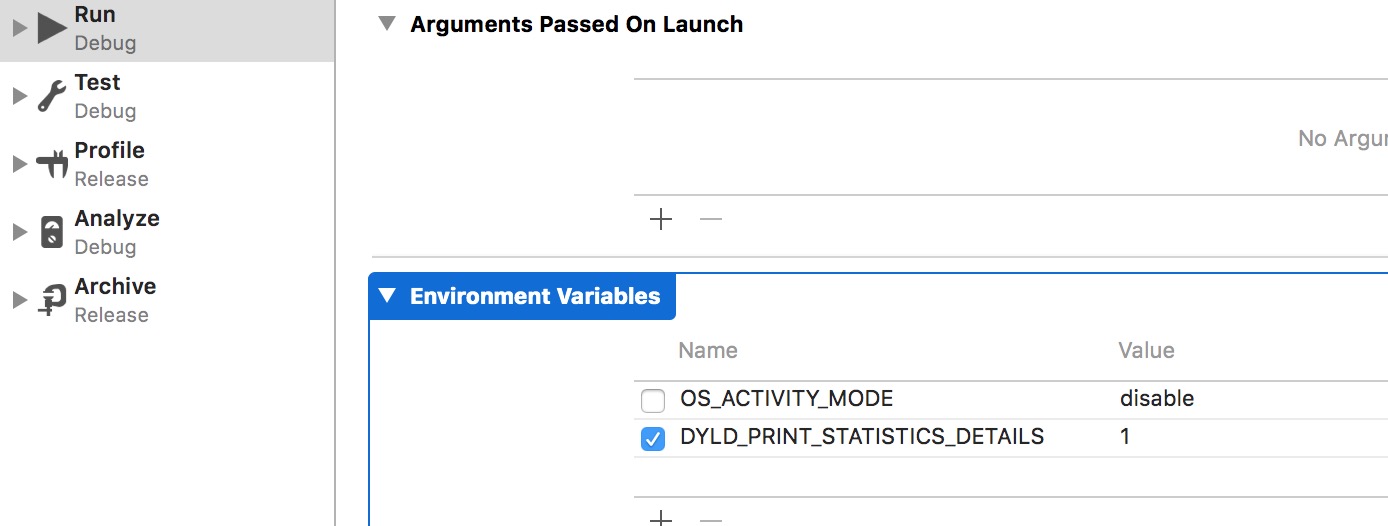 Run
Debug
Test
Debug
Profile
Release
Analyze
Debug
Archive
Release
Arguments Passed On Launch
No
Environment Variables
Name Value
OS_ACTIVITY_MODE disable
DYLD_PRINT_STATISTICS_DETAILS 1